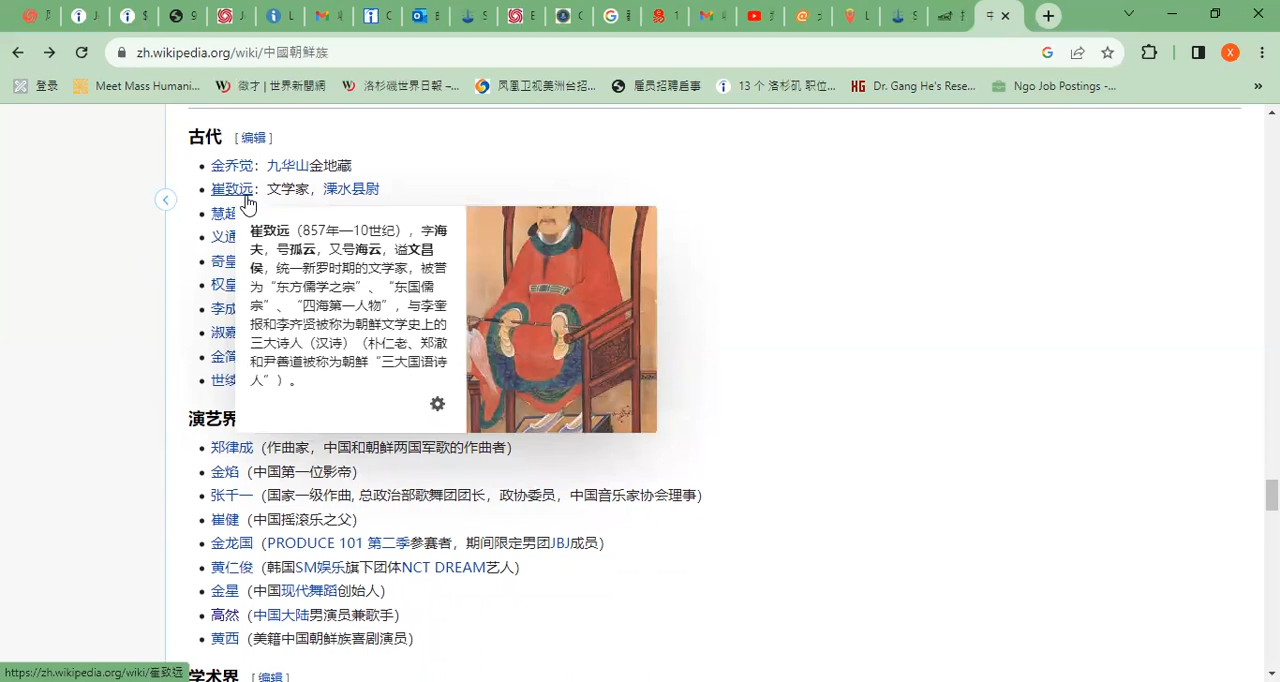 zh.wikipedia.org/wiki/中國朝鮮族
登录
Meet Mass Humani...
徵才 | 世界新聞網
洛杉磯世界日報 –...
凤凰卫视美洲台招...
雇员招聘启事
13 个 洛杉矶 职位...
Dr. Gang He's Rese...
Ngo Job Postings -...
»
古代 [编辑]
金乔觉：九华山金地藏
崔致远：文学家，溧水县尉
慧超
义通
奇皇
权皇
李成
淑嘉
金简
世续
崔致远（857年—10世纪），字海
夫，号孤云，又号海云，谥文昌
侯，统一新罗时期的文学家，被誉
为“东方儒学之宗”、“东国儒
宗”、“四海第一人物”，与李奎
报和李齐贤被称为朝鲜文学史上的
三大诗人（汉诗）（朴仁老、郑澈
和尹善道被称为朝鲜“三大国语诗
人”）。
演艺界
郑律成（作曲家，中国和朝鲜两国军歌的作曲者）
金焰（中国第一位影帝）
张千一（国家一级作曲, 总政治部歌舞团团长，政协委员，中国音乐家协会理事）
崔健（中国摇滚乐之父）
金龙国（PRODUCE 101 第二季参赛者，期间限定男团JBJ成员）
黄仁俊（韩国SM娱乐旗下团体NCT DREAM艺人）
金星（中国现代舞蹈创始人）
高然（中国大陆男演员兼歌手）
黄西（美籍中国朝鲜族喜剧演员）
学术界 [编辑]
https://zh.wikipedia.org/wiki/崔致远